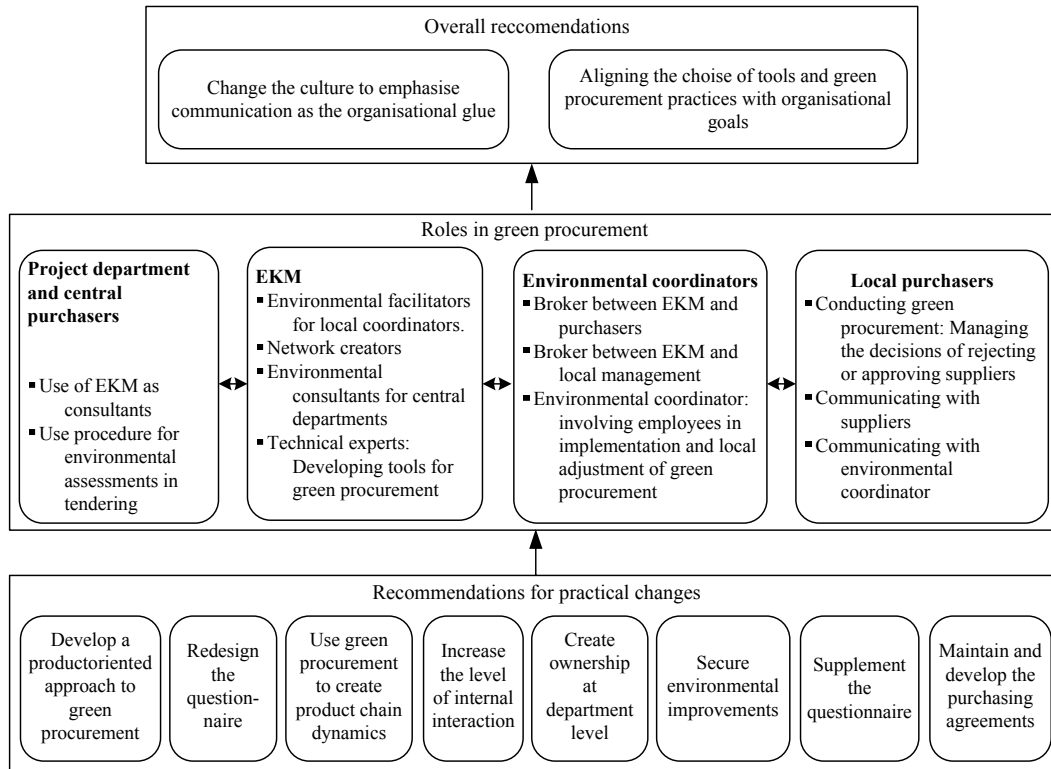 Overall reccomendations
Change the culture to emphasise
communication as the organisational glue
Aligning the choise of tools and green
procurement practices with organisational
goals
Roles in green procurement
Project department
and central
purchasers
▪ Use of EKM as
consultants
▪ Use procedure for
environmental
assessments in
tendering
EKM
▪ Environmental facilitators
for local coordinators.
▪ Network creators
▪ Environmental
consultants for central
departments
▪ Technical experts:
Developing tools for
green procurement
Environmental coordinators
▪ Broker between EKM and
purchasers
▪ Broker between EKM and
local management
▪ Environmental coordinator:
involving employees in
implementation and local
adjustment of green
procurement
Local purchasers
▪ Conducting green
procurement: Managing
the decisions of rejecting
or approving suppliers
▪ Communicating with
suppliers
▪ Communicating with
environmental
coordinator
Recommendations for practical changes
Develop a
productoriented
approach to
green
procurement
Redesign
the
question-
naire
Use green
procurement
to create
product chain
dynamics
Increase
the level
of internal
interaction
Create
ownership
at
department
level
Secure
environmental
improvements
Supplement
the
questionnaire
Maintain and
develop the
purchasing
agreements